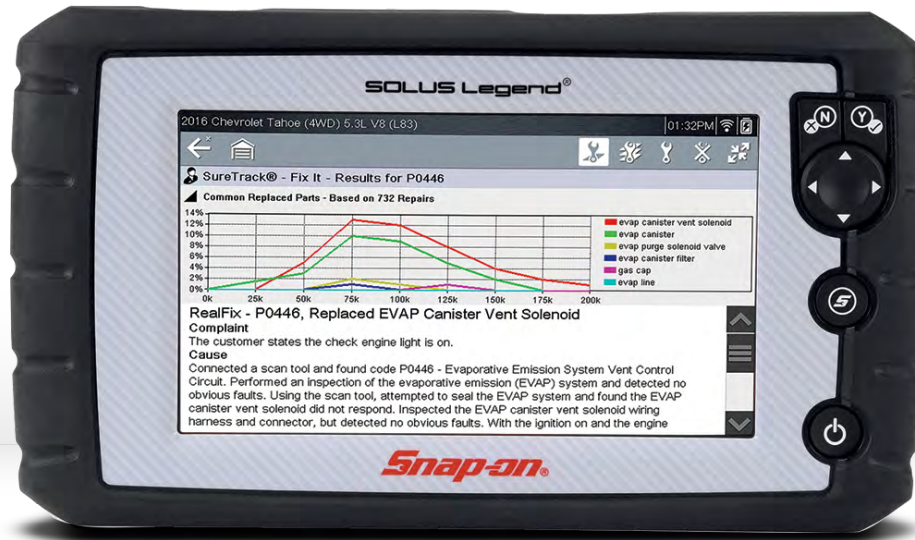 SOLUS Legend®
2016 Chevrolet Tahoe (4WD) 5.3L V8 (L83)
01:32PM
N
Y
SureTrack® - Fix It - Results for P0446
Common Replaced Parts - Based on 732 Repairs
14%
12%
10%
8%
6%
4%
2%
0%
0k 25k 50k 75k 100k 125k 150k 175k 200k
evap canister vent solenoid
evap canister
evap purge solenoid valve
evap canister filter
gas cap
evap line
RealFix - P0446, Replaced EVAP Canister Vent Solenoid
Complaint
The customer states the check engine light is on.
Cause
Connected a scan tool and found code P0446 - Evaporative Emission System Vent Control
Circuit. Performed an inspection of the evaporative emission (EVAP) system and detected no
obvious faults. Using the scan tool, attempted to seal the EVAP system and found the EVAP
canister vent solenoid did not respond. Inspected the EVAP canister vent solenoid wiring
harness and connector, but detected no obvious faults. With the ignition on and the engine
S
Snap-on®